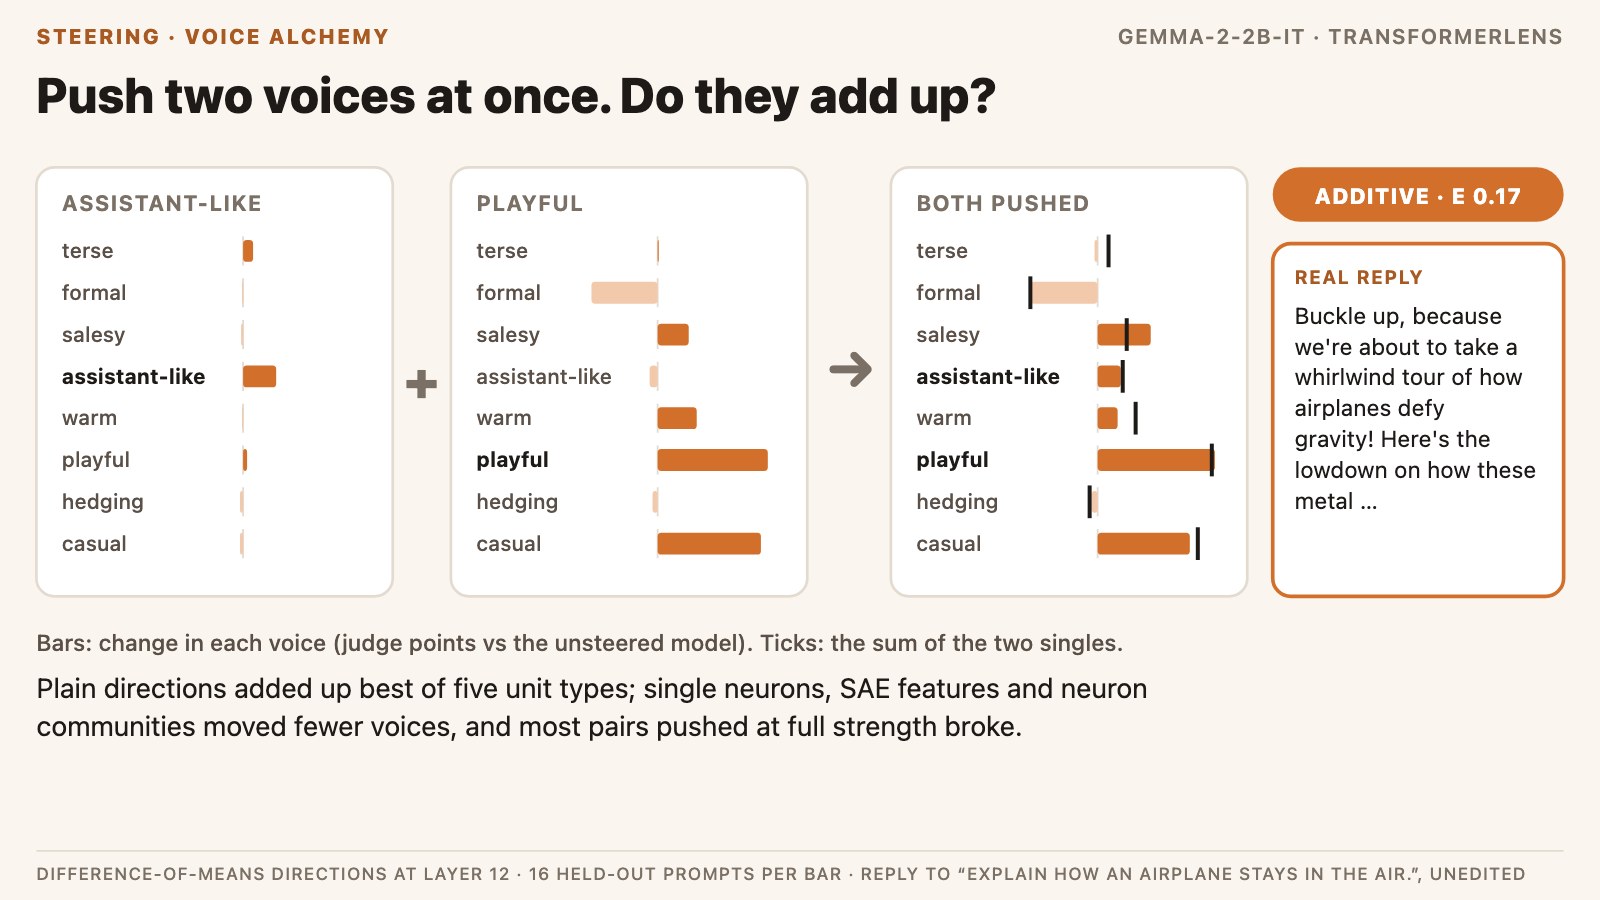 STEERING · VOICE ALCHEMY
GEMMA-2-2B-IT · TRANSFORMERLENS
Push two voices at once. Do they add up?
ASSISTANT-LIKE
terse
formal
salesy
assistant-like
warm
playful
hedging
casual
+
PLAYFUL
terse
formal
salesy
assistant-like
warm
playful
hedging
casual
→
BOTH PUSHED
terse
formal
salesy
assistant-like
warm
playful
hedging
casual
ADDITIVE · E 0.17
REAL REPLY
Buckle up, because
we're about to take a
whirlwind tour of how
airplanes defy
gravity! Here's the
lowdown on how these
metal ...
Bars: change in each voice (judge points vs the unsteered model). Ticks: the sum of the two singles.
Plain directions added up best of five unit types; single neurons, SAE features and neuron
communities moved fewer voices, and most pairs pushed at full strength broke.
DIFFERENCE-OF-MEANS DIRECTIONS AT LAYER 12 · 16 HELD-OUT PROMPTS PER BAR · REPLY TO “EXPLAIN HOW AN AIRPLANE STAYS IN THE AIR.”, UNEDITED